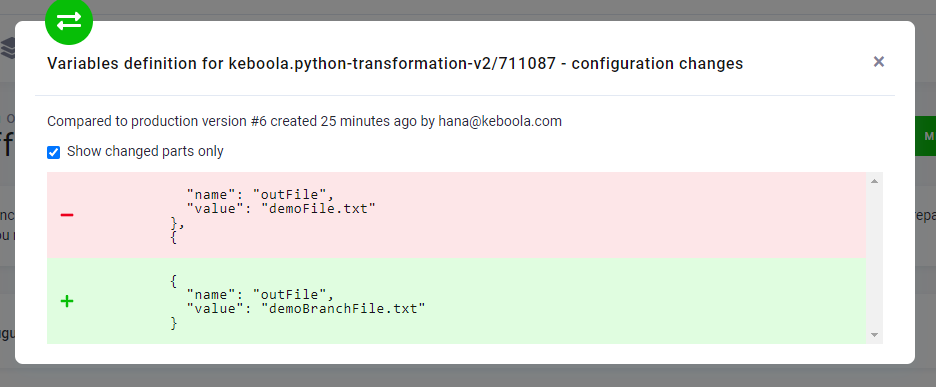 Variables definition for keboola.python-transformation-v2/711087 - configuration changes
×
Compared to production version #6 created 25 minutes ago by hana@keboola.com
Show changed parts only
−
"name": "outFile",
"value": "demoFile.txt"
},
{
+
{
"name": "outFile",
"value": "demoBranchFile.txt"
}